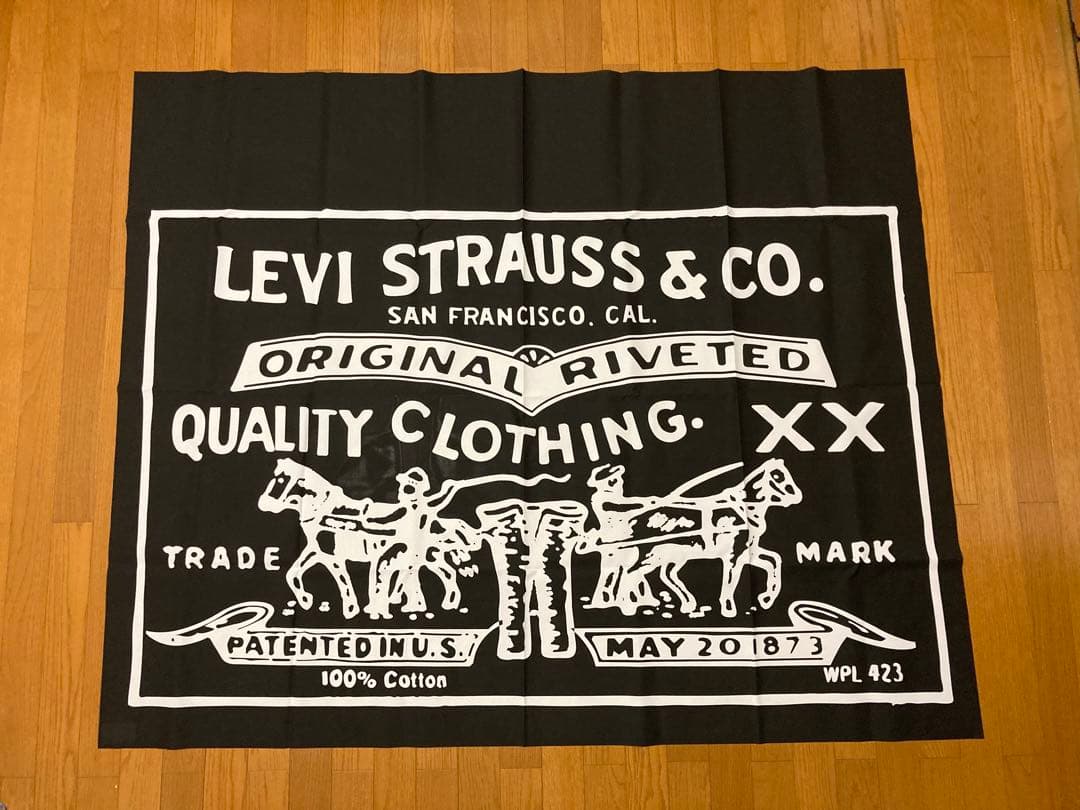 LEVI STRAUSS & CO.
SAN FRANCISCO. CAL.
ORIGINAL RIVETED
QUALITY CLOTHING. XX
TRADE MARK
PATENTED IN U.S. MAY 20 1873
100% Cotton WPL 423